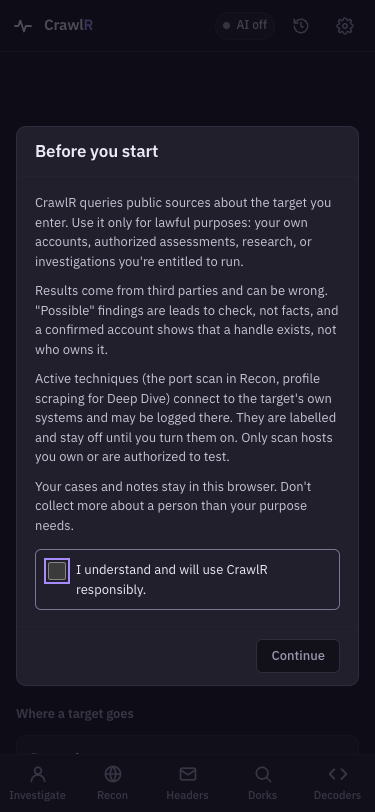 CrawlR
AI off
Before you start
CrawlR queries public sources about the target you
enter. Use it only for lawful purposes: your own
accounts, authorized assessments, research, or
investigations you're entitled to run.
Results come from third parties and can be wrong.
"Possible" findings are leads to check, not facts, and
a confirmed account shows that a handle exists, not
who owns it.
Active techniques (the port scan in Recon, profile
scraping for Deep Dive) connect to the target's own
systems and may be logged there. They are labelled
and stay off until you turn them on. Only scan hosts
you own or are authorized to test.
Your cases and notes stay in this browser. Don't
collect more about a person than your purpose
needs.
I understand and will use CrawlR
responsibly.
Continue
Where a target goes
Investigate
Recon
Headers
Dorks
Decoders